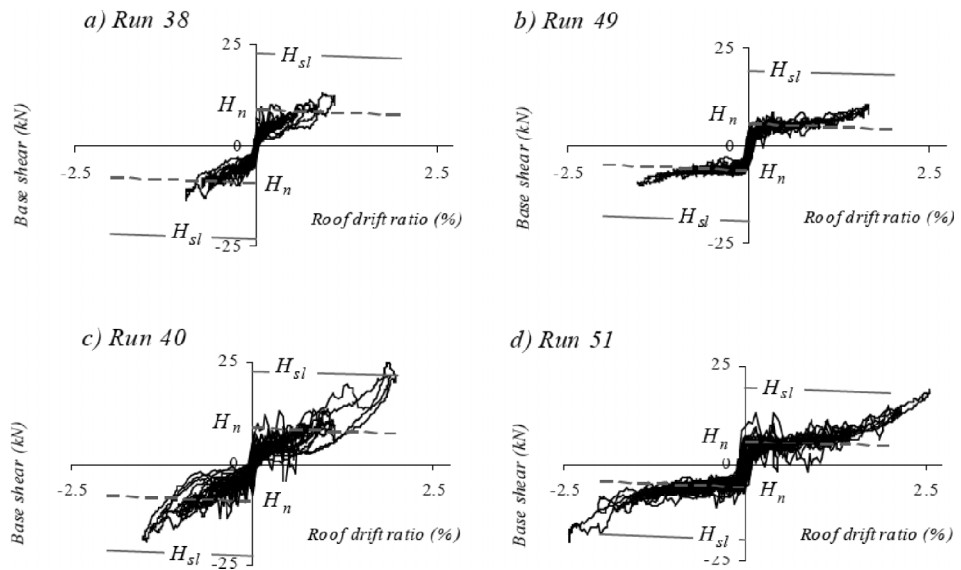 a) Run 38
25
H_sl
H_n
0
-2.5
2.5
H_n
Base shear (kN)
Roof drift ratio (%)
H_sl
-25
b) Run 49
25
H_sl
H_n
0
-2.5
2.5
H_n
Base shear (kN)
Roof drift ratio (%)
H_sl
-25
c) Run 40
25
H_sl
H_n
0
-2.5
2.5
H_n
Base shear (kN)
Roof drift ratio (%)
H_sl
-25
d) Run 51
25
H_sl
H_n
0
-2.5
2.5
H_n
Base shear (kN)
Roof drift ratio (%)
H_sl
-25